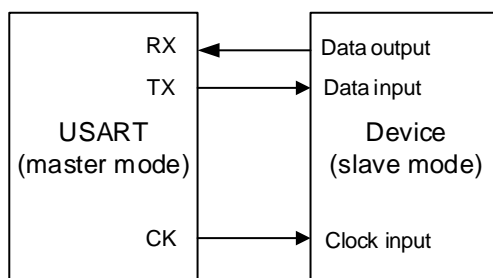 RX
Data output
TX
Data input
USART
(master mode)
Device
(slave mode)
CK
Clock input